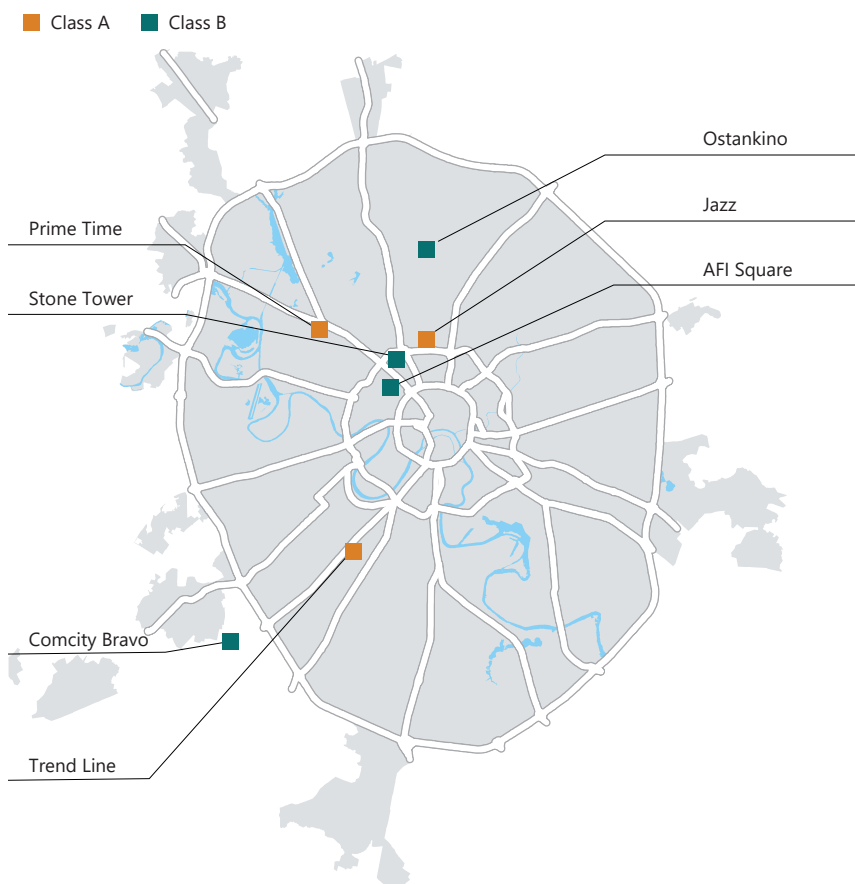 Class A
Class B
Ostankino
Jazz
Prime Time
AFI Square
Stone Tower
Comcity Bravo
Trend Line